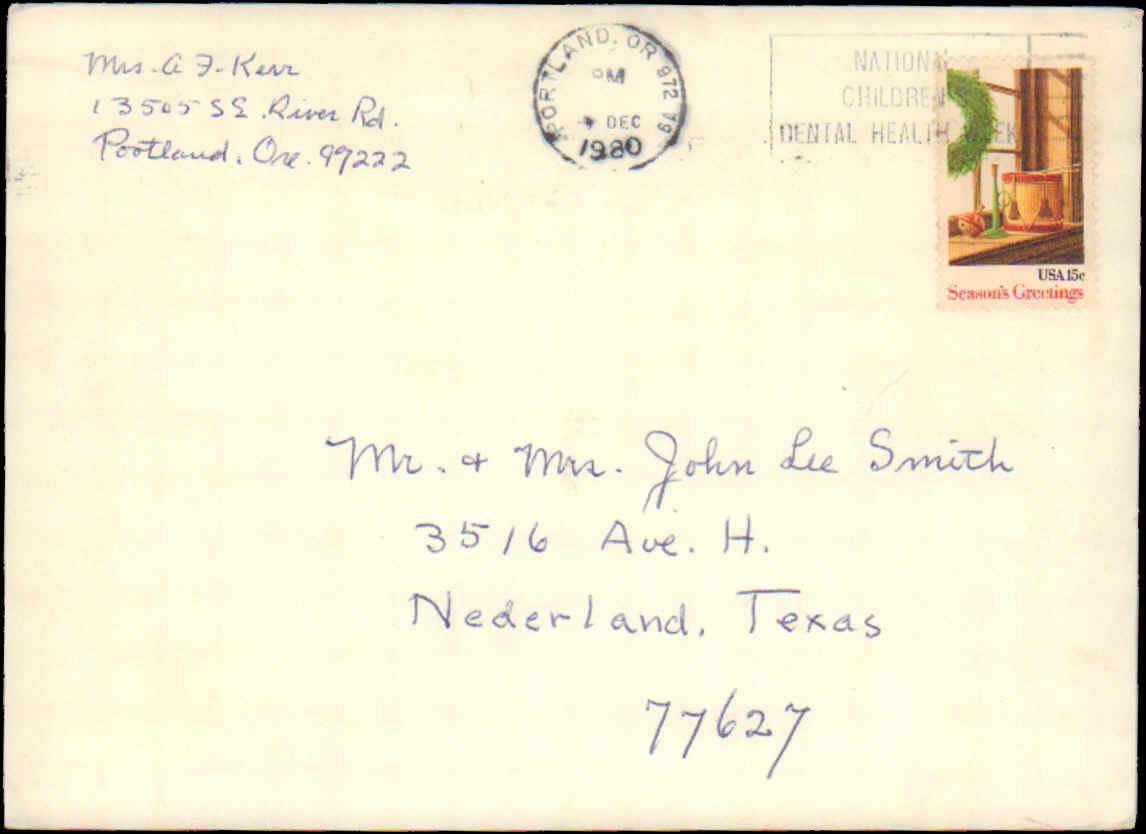 Mrs. A F. Kerr
13505 SE. River Rd.
Portland, Ore. 97222
PORTLAND, OR 972
PM
DEC
1980
NATIONAL
CHILDREN'S
DENTAL HEALTH WEEK
USA 15c
Season's Greetings
Mr. & Mrs. John Lee Smith
3516 Ave. H.
Nederland, Texas
77627